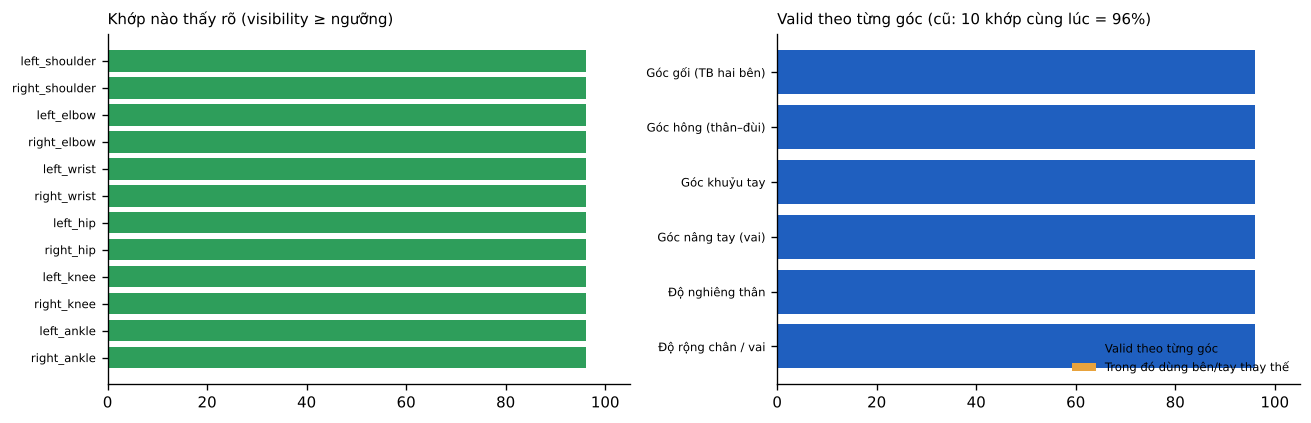 Khớp nào thấy rõ (visibility ≥ ngưỡng)
left_shoulder
right_shoulder
left_elbow
right_elbow
left_wrist
right_wrist
left_hip
right_hip
left_knee
right_knee
left_ankle
right_ankle
0 20 40 60 80 100
Valid theo từng góc (cũ: 10 khớp cùng lúc = 96%)
Góc gối (TB hai bên)
Góc hông (thân–đùi)
Góc khuỷu tay
Góc nâng tay (vai)
Độ nghiêng thân
Độ rộng chân / vai
Valid theo từng góc
Trong đó dùng bên/tay thay thế
0 20 40 60 80 100